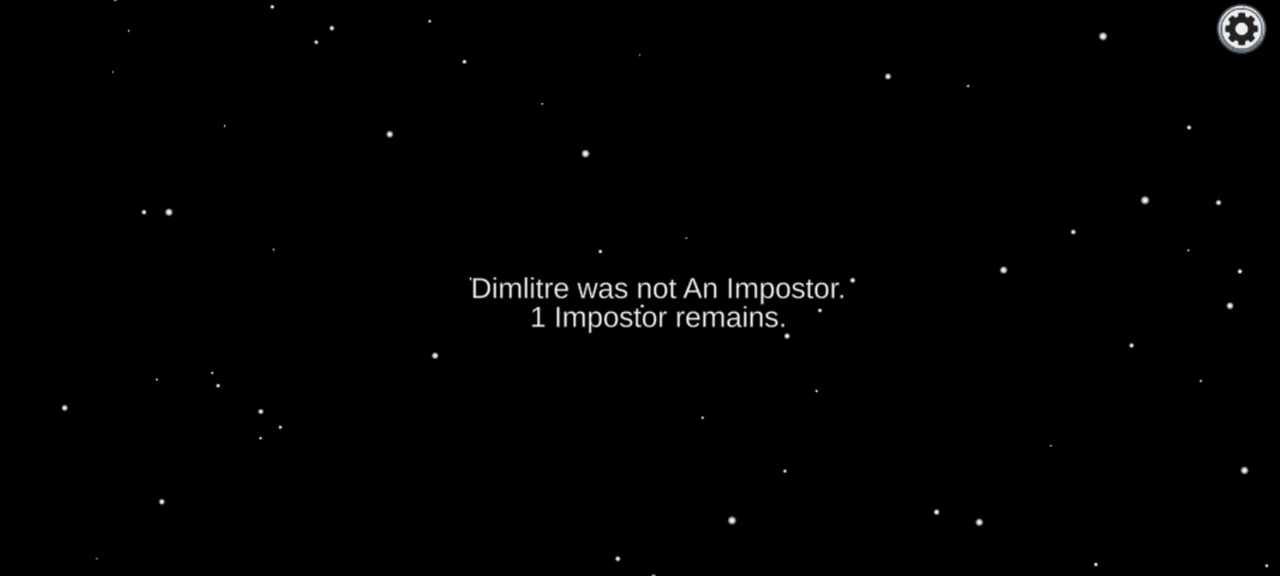 Dimlitre was not An Impostor.
1 Impostor remains.